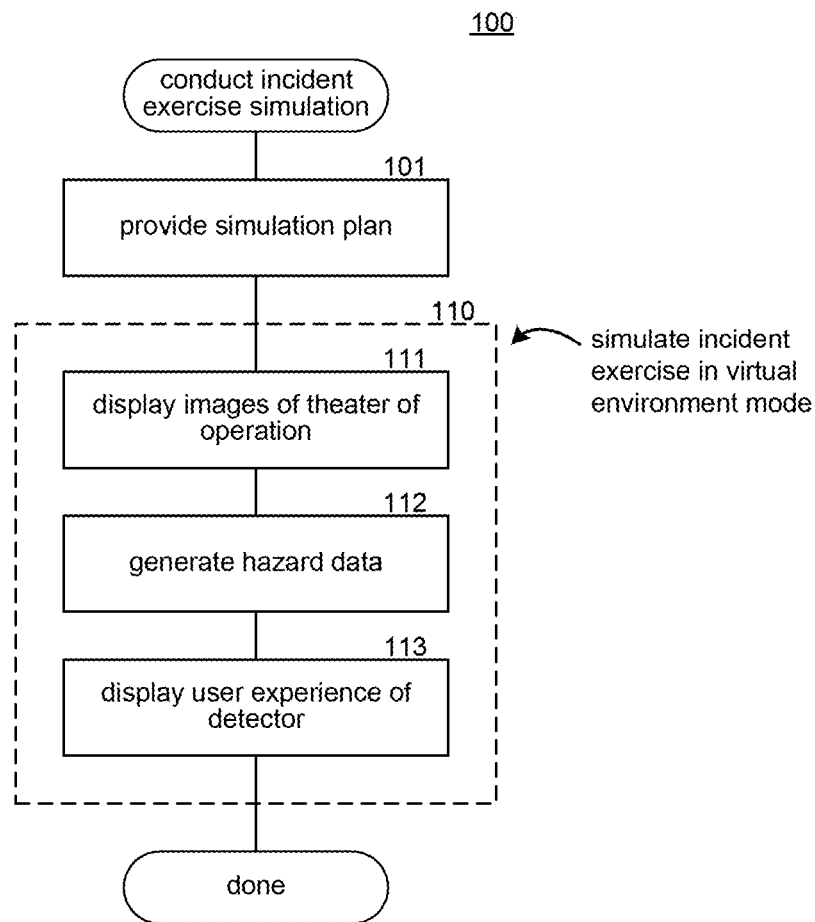 100
conduct incident
exercise simulation
101
provide simulation plan
110
simulate incident
exercise in virtual
environment mode
111
display images of theater of
operation
112
generate hazard data
113
display user experience of
detector
done